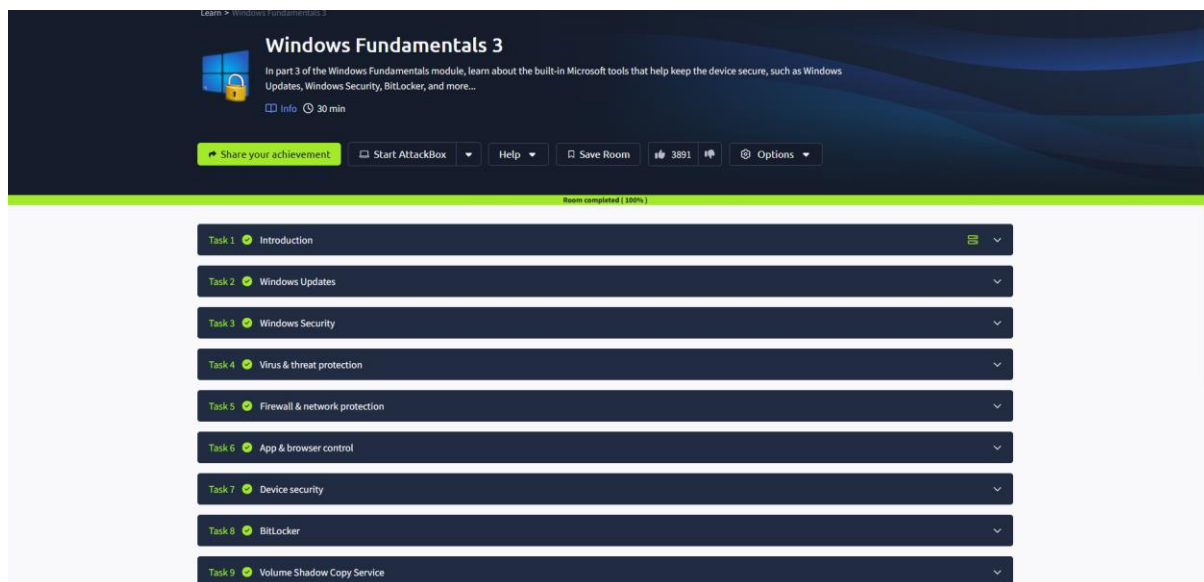 Learn > Windows Fundamentals 3
Windows Fundamentals 3
In part 3 of the Windows Fundamentals module, learn about the built-in Microsoft tools that help keep the device secure, such as Windows
Updates, Windows Security, BitLocker, and more...
Info 30 min
Share your achievement Start AttackBox Help Save Room 3891 Options
Room completed ( 100% )
Task 1 Introduction
Task 2 Windows Updates
Task 3 Windows Security
Task 4 Virus & threat protection
Task 5 Firewall & network protection
Task 6 App & browser control
Task 7 Device security
Task 8 BitLocker
Task 9 Volume Shadow Copy Service